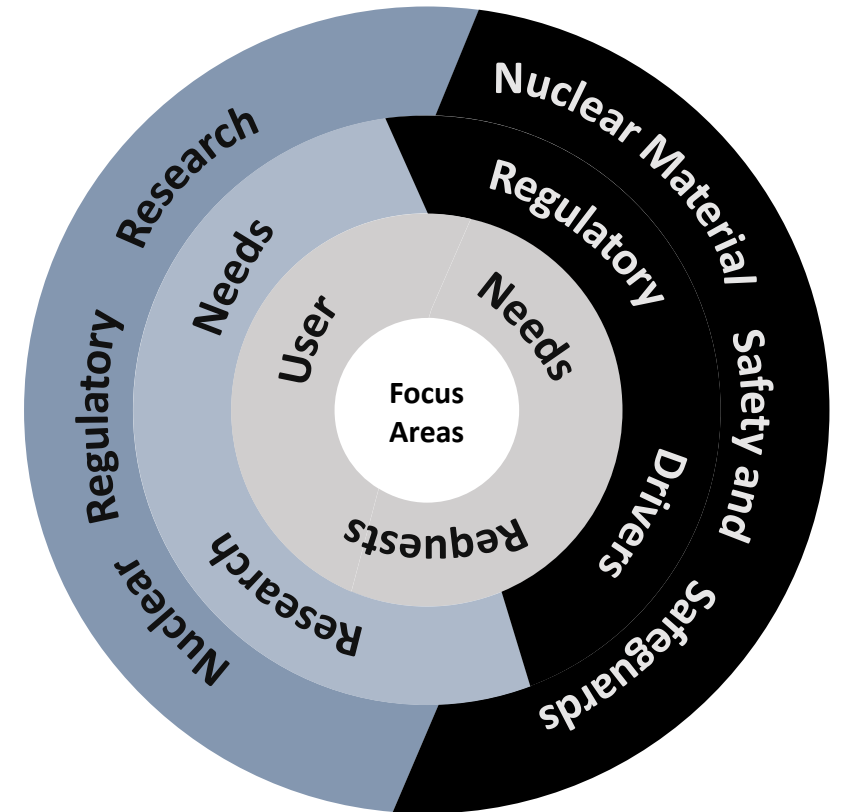 Nuclear Regulatory Research
Nuclear Material Safety and Safeguards
Research Needs
Regulatory Drivers
User Needs Requests
Focus
Areas